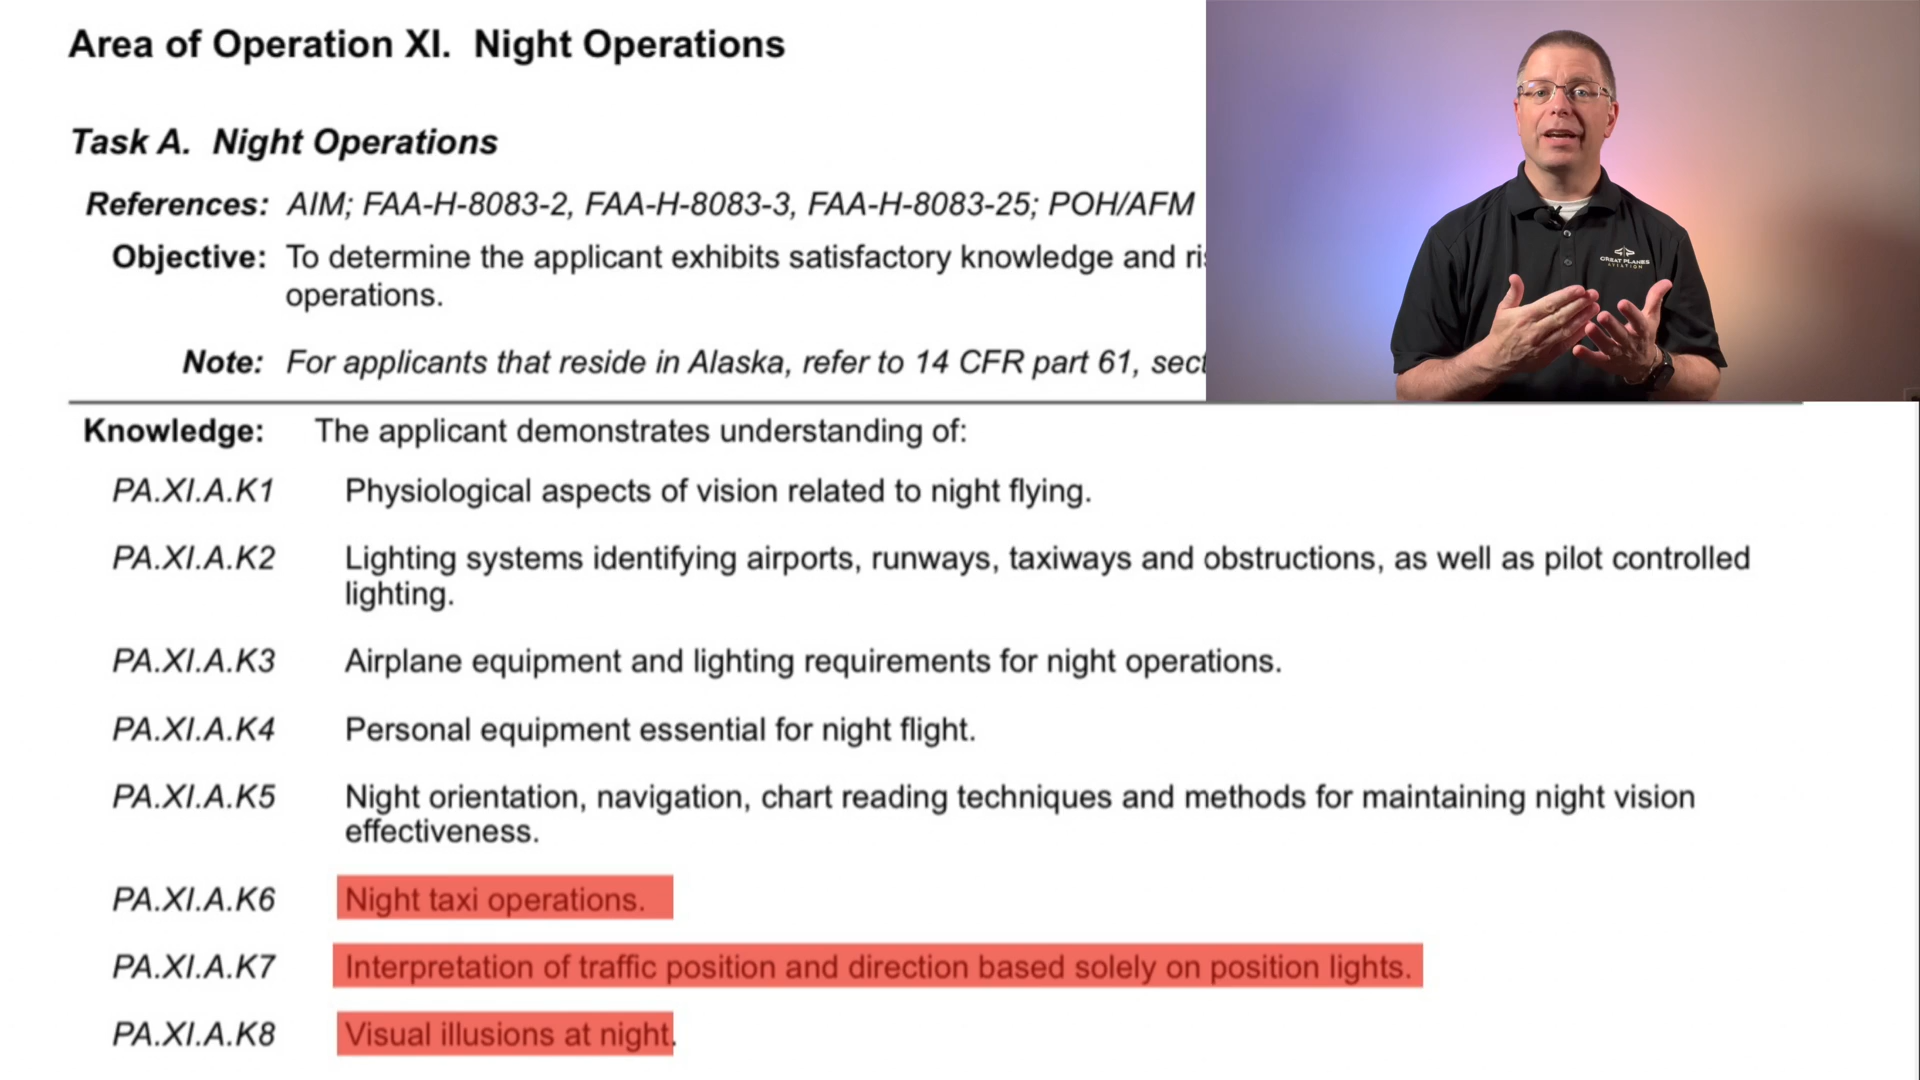 Area of Operation XI. Night Operations
Task A. Night Operations
References: AIM; FAA-H-8083-2, FAA-H-8083-3, FAA-H-8083-25; POH/AFM
Objective: To determine the applicant exhibits satisfactory knowledge and
operations.
Note: For applicants that reside in Alaska, refer to 14 CFR part 61,
GREAT PLANES
AVIATION
Knowledge: The applicant demonstrates understanding of:
PA.XI.A.K1 Physiological aspects of vision related to night flying.
PA.XI.A.K2 Lighting systems identifying airports, runways, taxiways and obstructions, as well as pilot controlled
lighting.
PA.XI.A.K3 Airplane equipment and lighting requirements for night operations.
PA.XI.A.K4 Personal equipment essential for night flight.
PA.XI.A.K5 Night orientation, navigation, chart reading techniques and methods for maintaining night vision
effectiveness.
PA.XI.A.K6 Night taxi operations.
PA.XI.A.K7 Interpretation of traffic position and direction based solely on position lights.
PA.XI.A.K8 Visual illusions at night.